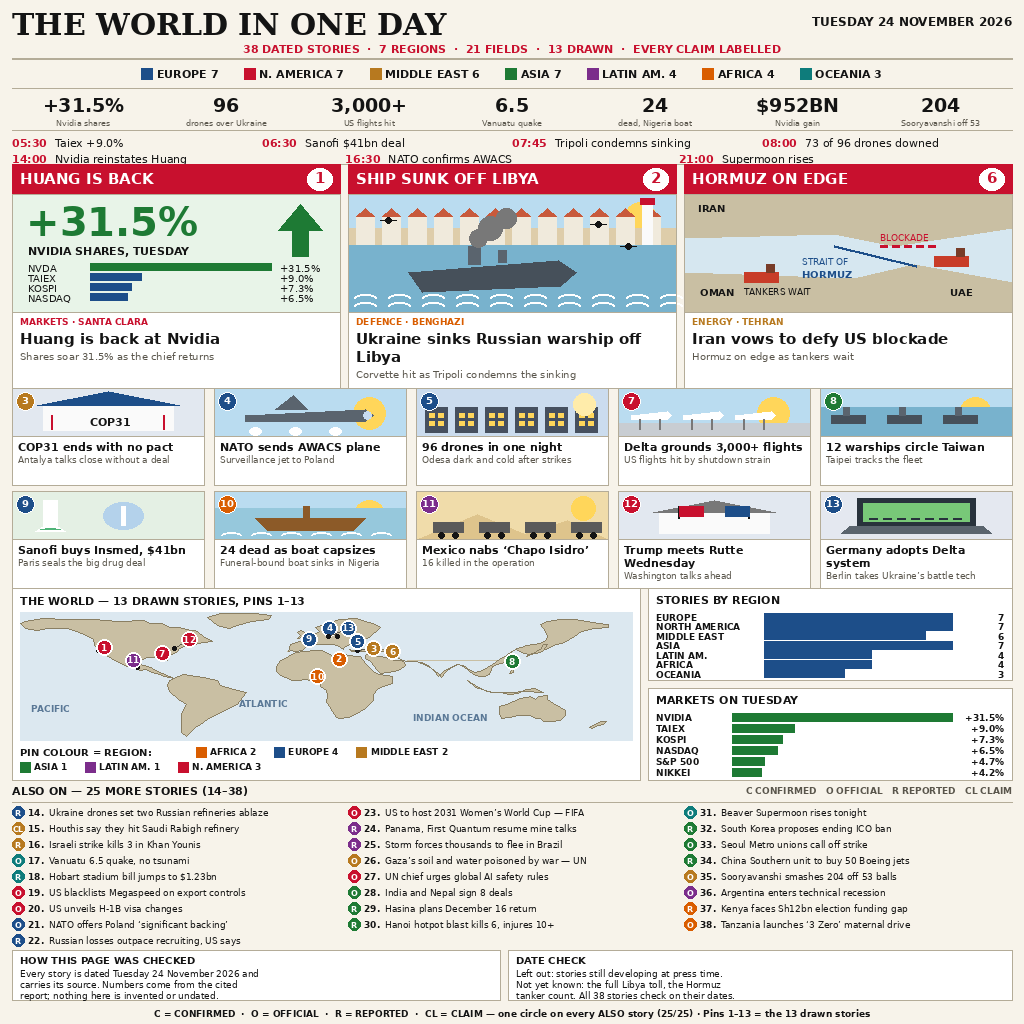 THE WORLD IN ONE DAY
TUESDAY 24 NOVEMBER 2026
38 DATED STORIES · 7 REGIONS · 21 FIELDS · 13 DRAWN · EVERY CLAIM LABELLED
EUROPE 7 N. AMERICA 7 MIDDLE EAST 6 ASIA 7 LATIN AM. 4 AFRICA 4 OCEANIA 3
+31.5% 96 3,000+ 6.5 24 $952BN 204
Nvidia shares drones over Ukraine US flights hit Vanuatu quake dead, Nigeria boat Nvidia gain Sooryavanshi off 53
05:30 Taiex +9.0% 06:30 Sanofi $41bn deal 07:45 Tripoli condemns sinking 08:00 73 of 96 drones downed
14:00 Nvidia reinstates Huang 16:30 NATO confirms AWACS 21:00 Supermoon rises
HUANG IS BACK 1
+31.5%
NVIDIA SHARES, TUESDAY
NVDA +31.5%
TAIEX +9.0%
KOSPI +7.3%
NASDAQ +6.5%
MARKETS · SANTA CLARA
Huang is back at Nvidia
Shares soar 31.5% as the chief returns
SHIP SUNK OFF LIBYA 2
DEFENCE · BENGHAZI
Ukraine sinks Russian warship off
Libya
Corvette hit as Tripoli condemns the sinking
HORMUZ ON EDGE 6
IRAN
BLOCKADE
STRAIT OF
HORMUZ
OMAN TANKERS WAIT UAE
ENERGY · TEHRAN
Iran vows to defy US blockade
Hormuz on edge as tankers wait
3
COP31
COP31 ends with no pact
Antalya talks close without a deal
4
NATO sends AWACS plane
Surveillance jet to Poland
5
96 drones in one night
Odesa dark and cold after strikes
7
Delta grounds 3,000+ flights
US flights hit by shutdown strain
8
12 warships circle Taiwan
Taipei tracks the fleet
9
Sanofi buys Insmed, $41bn
Paris seals the big drug deal
10
24 dead as boat capsizes
Funeral-bound boat sinks in Nigeria
11
Mexico nabs ‘Chapo Isidro’
16 killed in the operation
12
Trump meets Rutte
Wednesday
Washington talks ahead
13
Germany adopts Delta
system
Berlin takes Ukraine’s battle tech
THE WORLD — 13 DRAWN STORIES, PINS 1–13
1 11 7 12 9 4 13 5 3 6 2 10 8
PACIFIC
ATLANTIC
INDIAN OCEAN
PIN COLOUR = REGION: AFRICA 2 EUROPE 4 MIDDLE EAST 2
ASIA 1 LATIN AM. 1 N. AMERICA 3
STORIES BY REGION
EUROPE 7
NORTH AMERICA 7
MIDDLE EAST 6
ASIA 7
LATIN AM. 4
AFRICA 4
OCEANIA 3
MARKETS ON TUESDAY
NVIDIA +31.5%
TAIEX +9.0%
KOSPI +7.3%
NASDAQ +6.5%
S&P 500 +4.7%
NIKKEI +4.2%
ALSO ON — 25 MORE STORIES (14–38)
C CONFIRMED O OFFICIAL R REPORTED CL CLAIM
R 14. Ukraine drones set two Russian refineries ablaze
CL 15. Houthis say they hit Saudi Rabigh refinery
R 16. Israeli strike kills 3 in Khan Younis
O 17. Vanuatu 6.5 quake, no tsunami
R 18. Hobart stadium bill jumps to $1.23bn
O 19. US blacklists Megaspeed on export controls
O 20. US unveils H-1B visa changes
O 21. NATO offers Poland ‘significant backing’
R 22. Russian losses outpace recruiting, US says
O 23. US to host 2031 Women’s World Cup — FIFA
R 24. Panama, First Quantum resume mine talks
R 25. Storm forces thousands to flee in Brazil
O 26. Gaza’s soil and water poisoned by war — UN
O 27. UN chief urges global AI safety rules
O 28. India and Nepal sign 8 deals
R 29. Hasina plans December 16 return
R 30. Hanoi hotpot blast kills 6, injures 10+
O 31. Beaver Supermoon rises tonight
R 32. South Korea proposes ending ICO ban
O 33. Seoul Metro unions call off strike
R 34. China Southern unit to buy 50 Boeing jets
O 35. Sooryavanshi smashes 204 off 53 balls
O 36. Argentina enters technical recession
R 37. Kenya faces Sh12bn election funding gap
O 38. Tanzania launches ‘3 Zero’ maternal drive
HOW THIS PAGE WAS CHECKED
Every story is dated Tuesday 24 November 2026 and
carries its source. Numbers come from the cited
report; nothing here is invented or undated.
DATE CHECK
Left out: stories still developing at press time.
Not yet known: the full Libya toll, the Hormuz
tanker count. All 38 stories check on their dates.
C = CONFIRMED · O = OFFICIAL · R = REPORTED · CL = CLAIM — one circle on every ALSO story (25/25) · Pins 1–13 = the 13 drawn stories